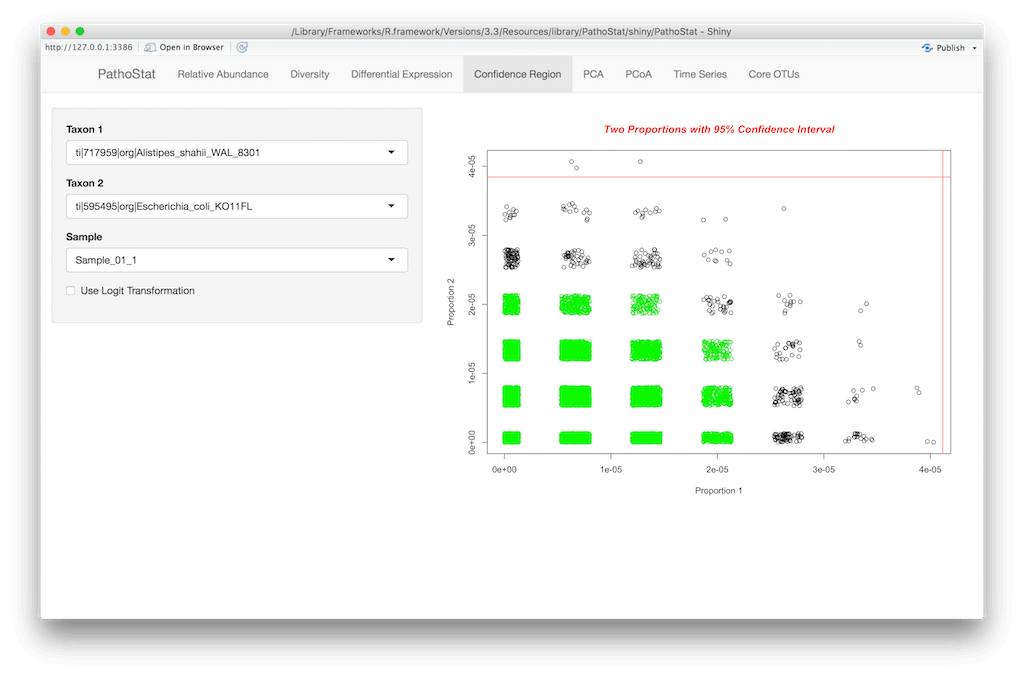 /Library/Frameworks/R.framework/Versions/3.3/Resources/library/PathoStat/shiny/PathoStat - Shiny
http://127.0.0.1:3386 Open in Browser Publish
PathoStat Relative Abundance Diversity Differential Expression Confidence Region PCA PCoA Time Series Core OTUs
Taxon 1
ti|717959|org|Alistipes_shahii_WAL_8301
Taxon 2
ti|595495|org|Escherichia_coli_KO11FL
Sample
Sample_01_1
Use Logit Transformation
Two Proportions with 95% Confidence Interval
Proportion 2
4e-05
3e-05
2e-05
1e-05
0e+00
0e+00 1e-05 2e-05 3e-05 4e-05
Proportion 1